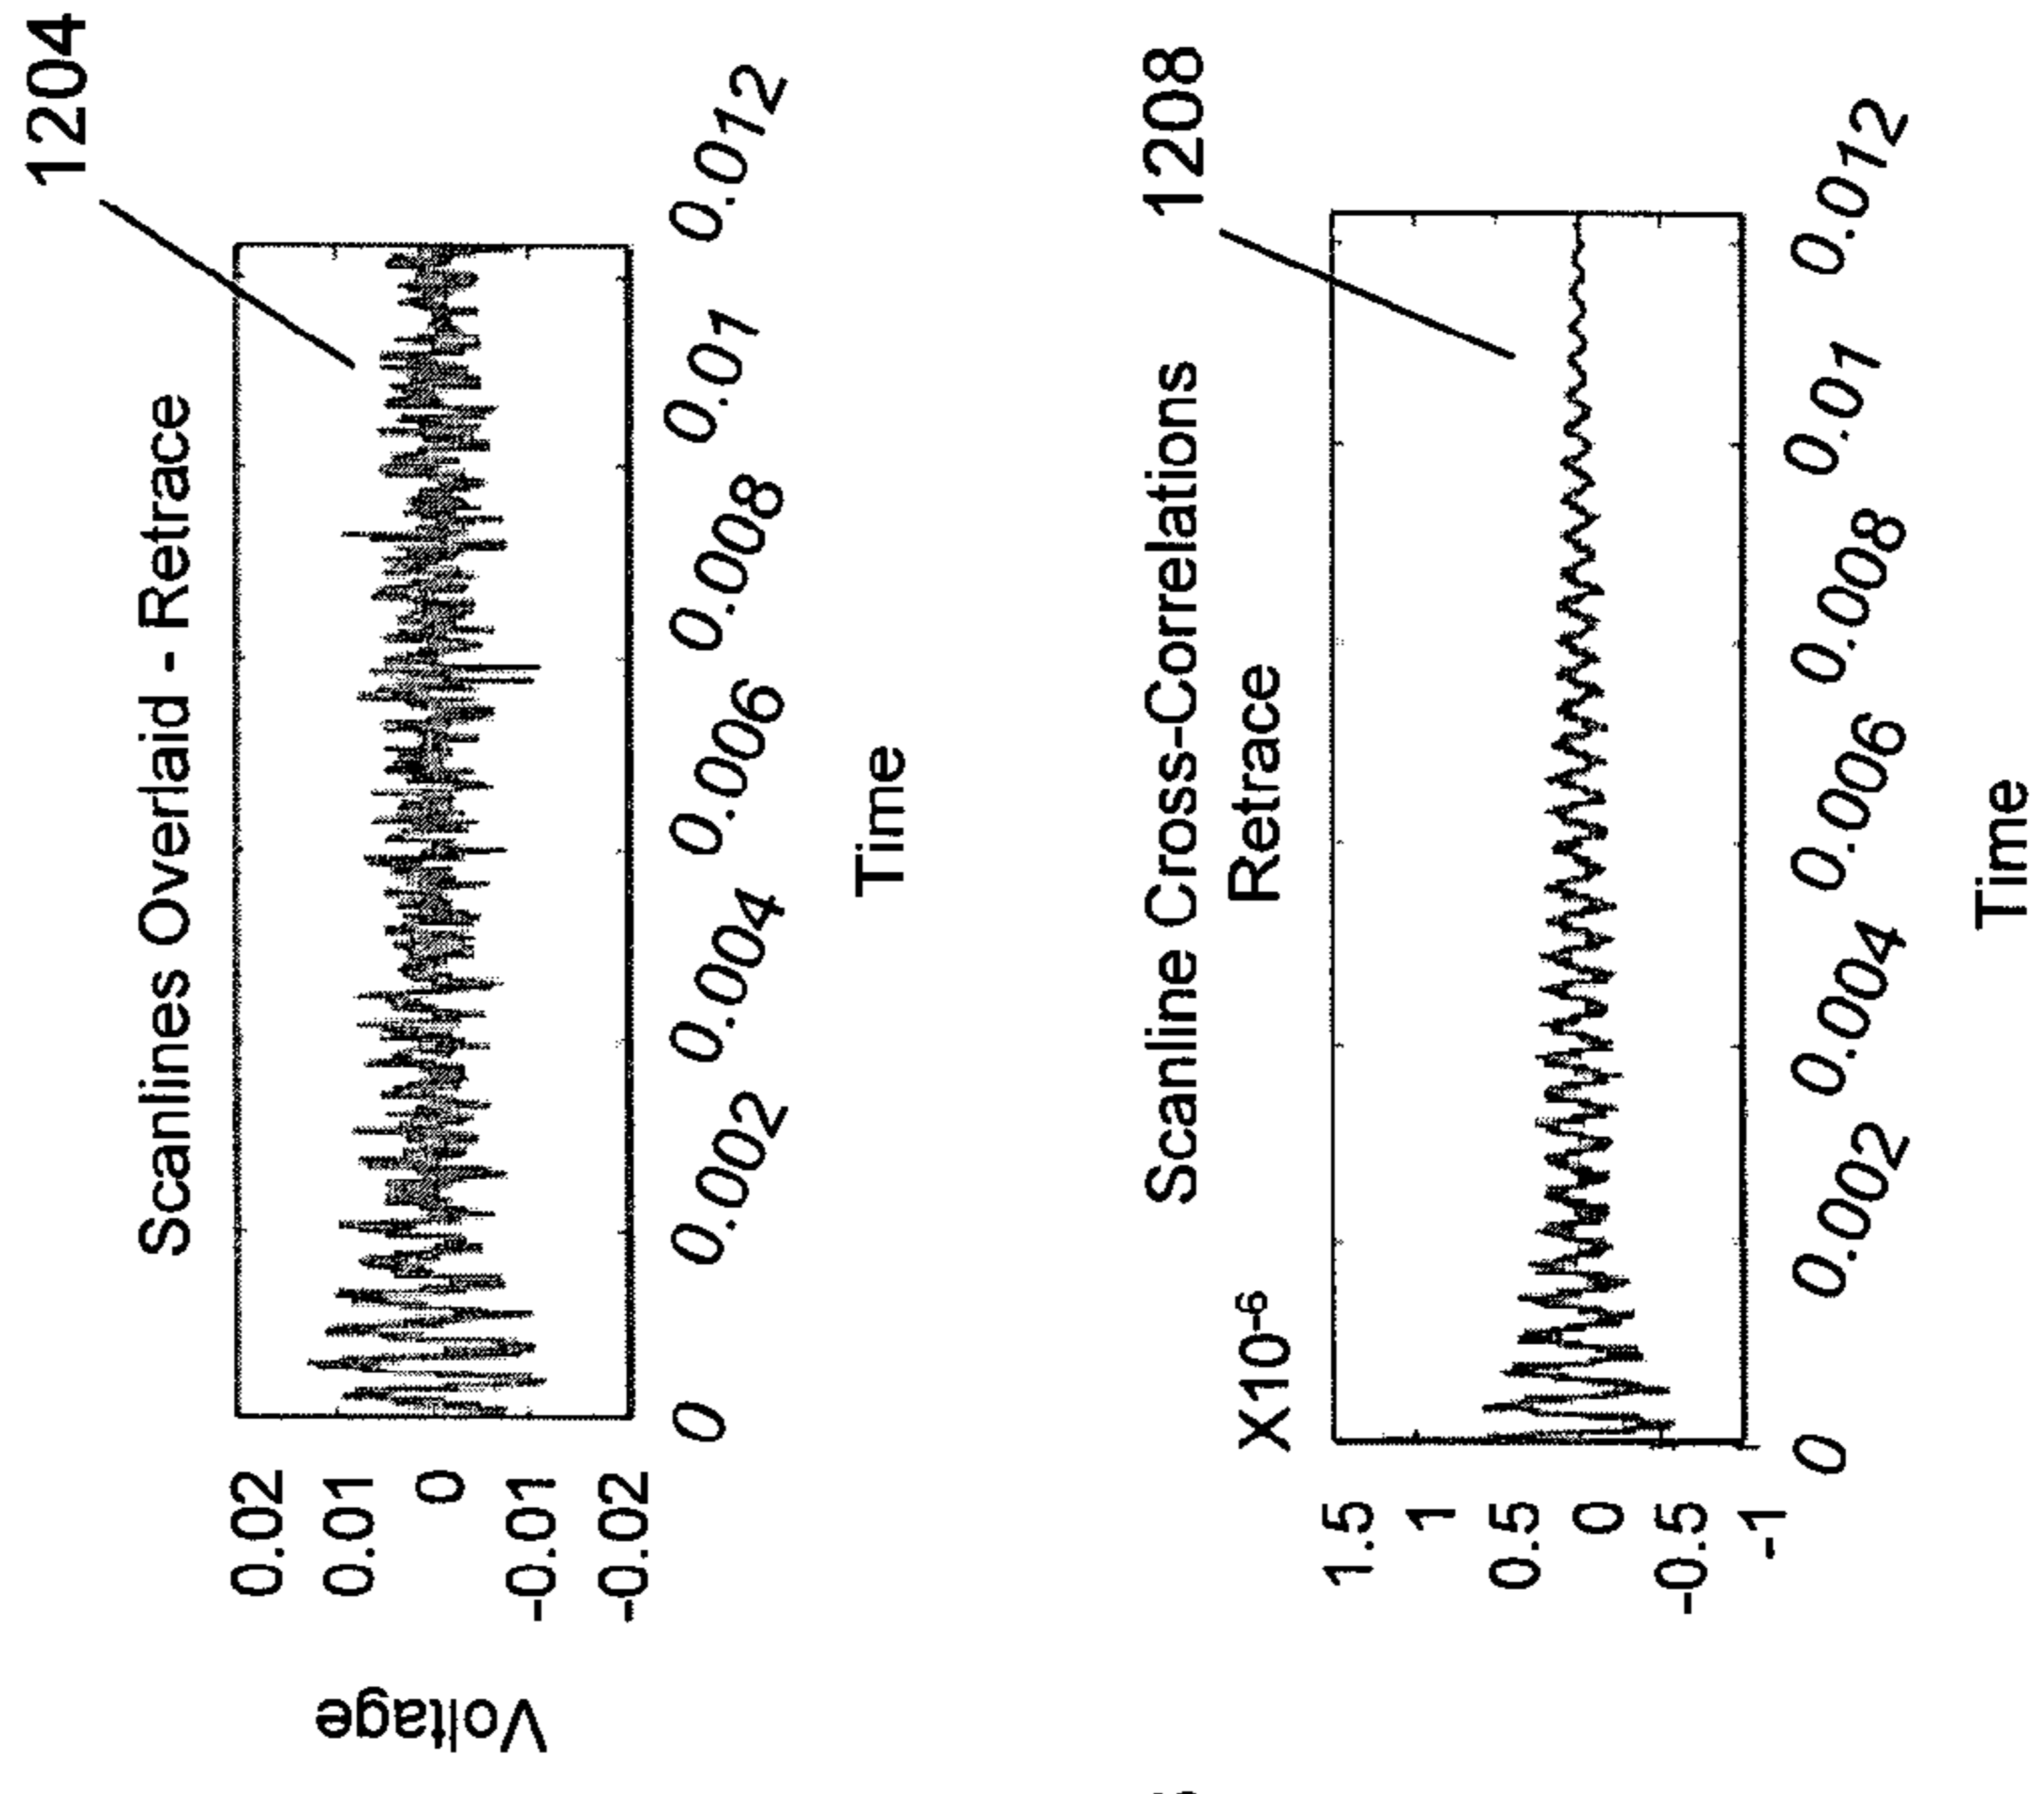 1204
Scanlines Overlaid - Retrace
Voltage
0.02
0.01
0
-0.01
-0.02
0 0.002 0.004 0.006 0.008 0.01 0.012
Time
1208
Scanline Cross-Correlations
Retrace
X10-6
1.5
1
0.5
0
-0.5
-1
0 0.002 0.004 0.006 0.008 0.01 0.012
Time